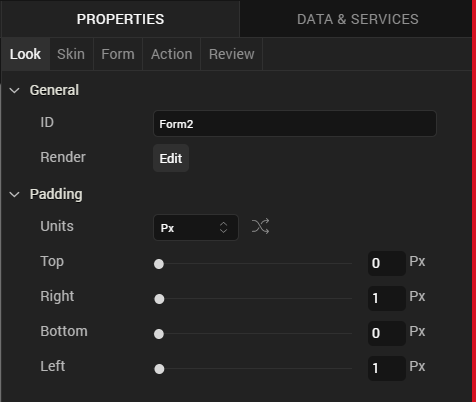 PROPERTIES DATA & SERVICES
Look Skin Form Action Review
General
ID Form2
Render Edit
Padding
Units Px
Top 0 Px
Right 1 Px
Bottom 0 Px
Left 1 Px